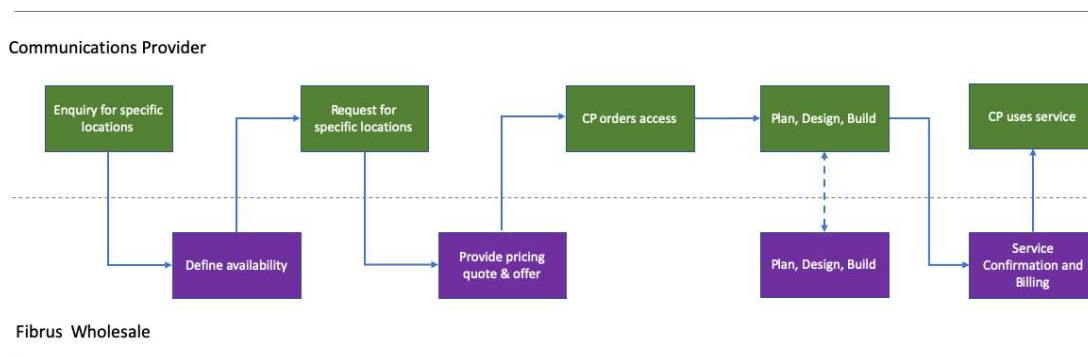 Communications Provider
Enquiry for specific
locations
Request for
specific locations
CP orders access
Plan, Design, Build
CP uses service
Define availability
Provide pricing
quote & offer
Plan, Design, Build
Service
Confirmation and
Billing
Fibrus Wholesale